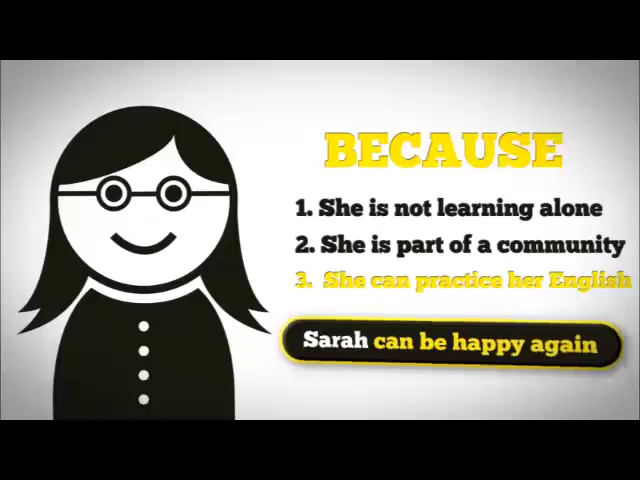 BECAUSE
1. She is not learning alone
2. She is part of a community
3. She can practice her English
Sarah can be happy again